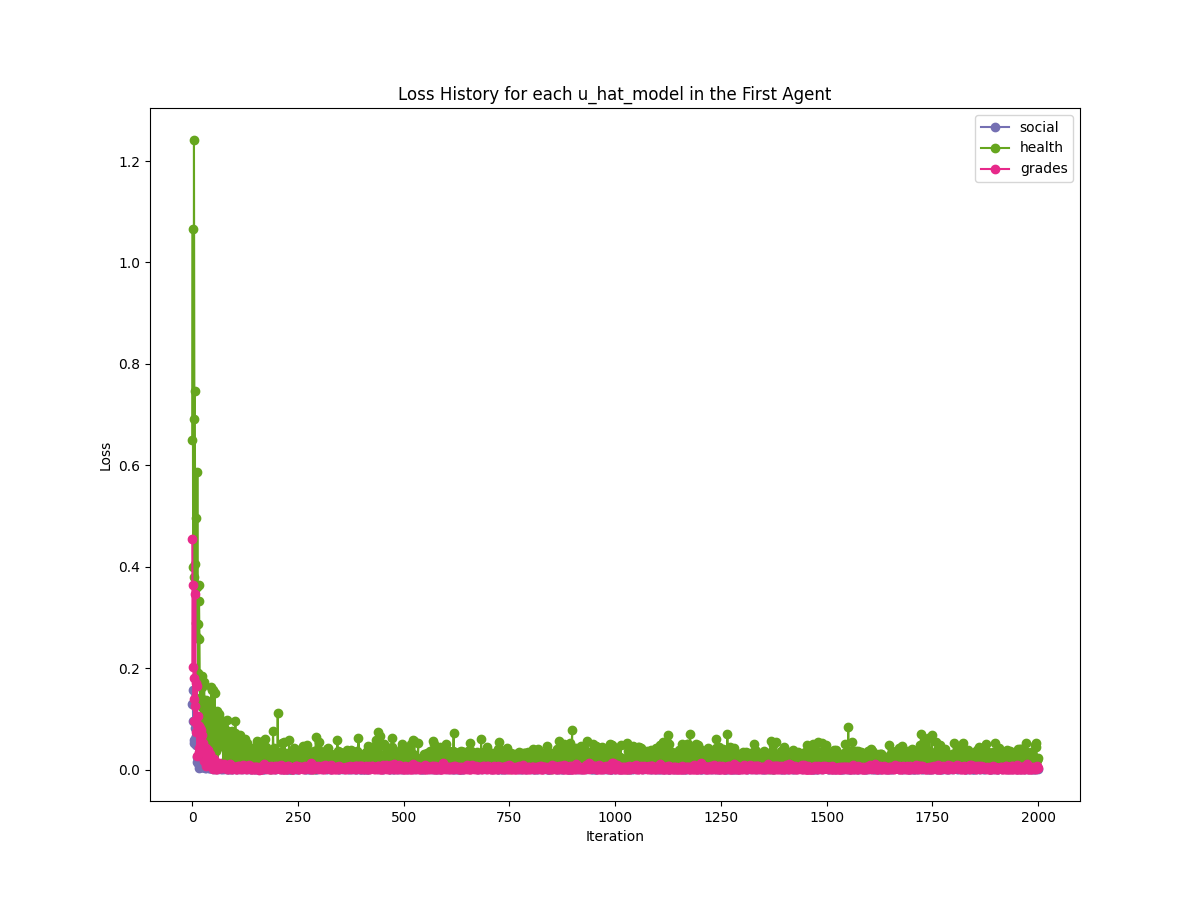 Loss History for each u_hat_model in the First Agent
social
health
grades
1.2
1.0
0.8
0.6
0.4
0.2
0.0
Loss
0 250 500 750 1000 1250 1500 1750 2000
Iteration